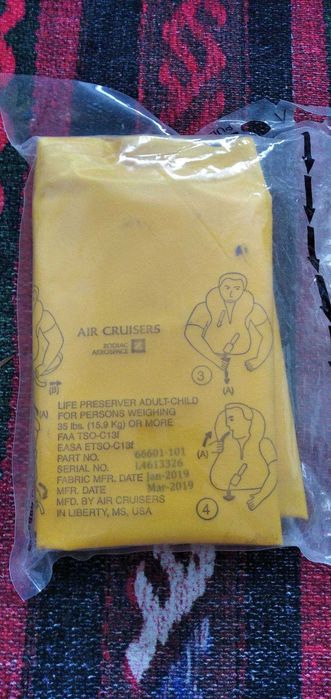 AIR CRUISERS
ZODIAC
AEROSPACE
3
(A)
(B)
LIFE PRESERVER ADULT-CHILD
FOR PERSONS WEIGHING
35 lbs. (15.9 Kg) OR MORE
FAA TSO-C13f
EASA ETSO-C13f
PART NO. 66601-101
SERIAL NO. L4613326
FABRIC MFR. DATE Jan-2019
MFR. DATE Mar-2019
MFD. BY AIR CRUISERS
IN LIBERTY, MS, USA
(A)
(A)
4